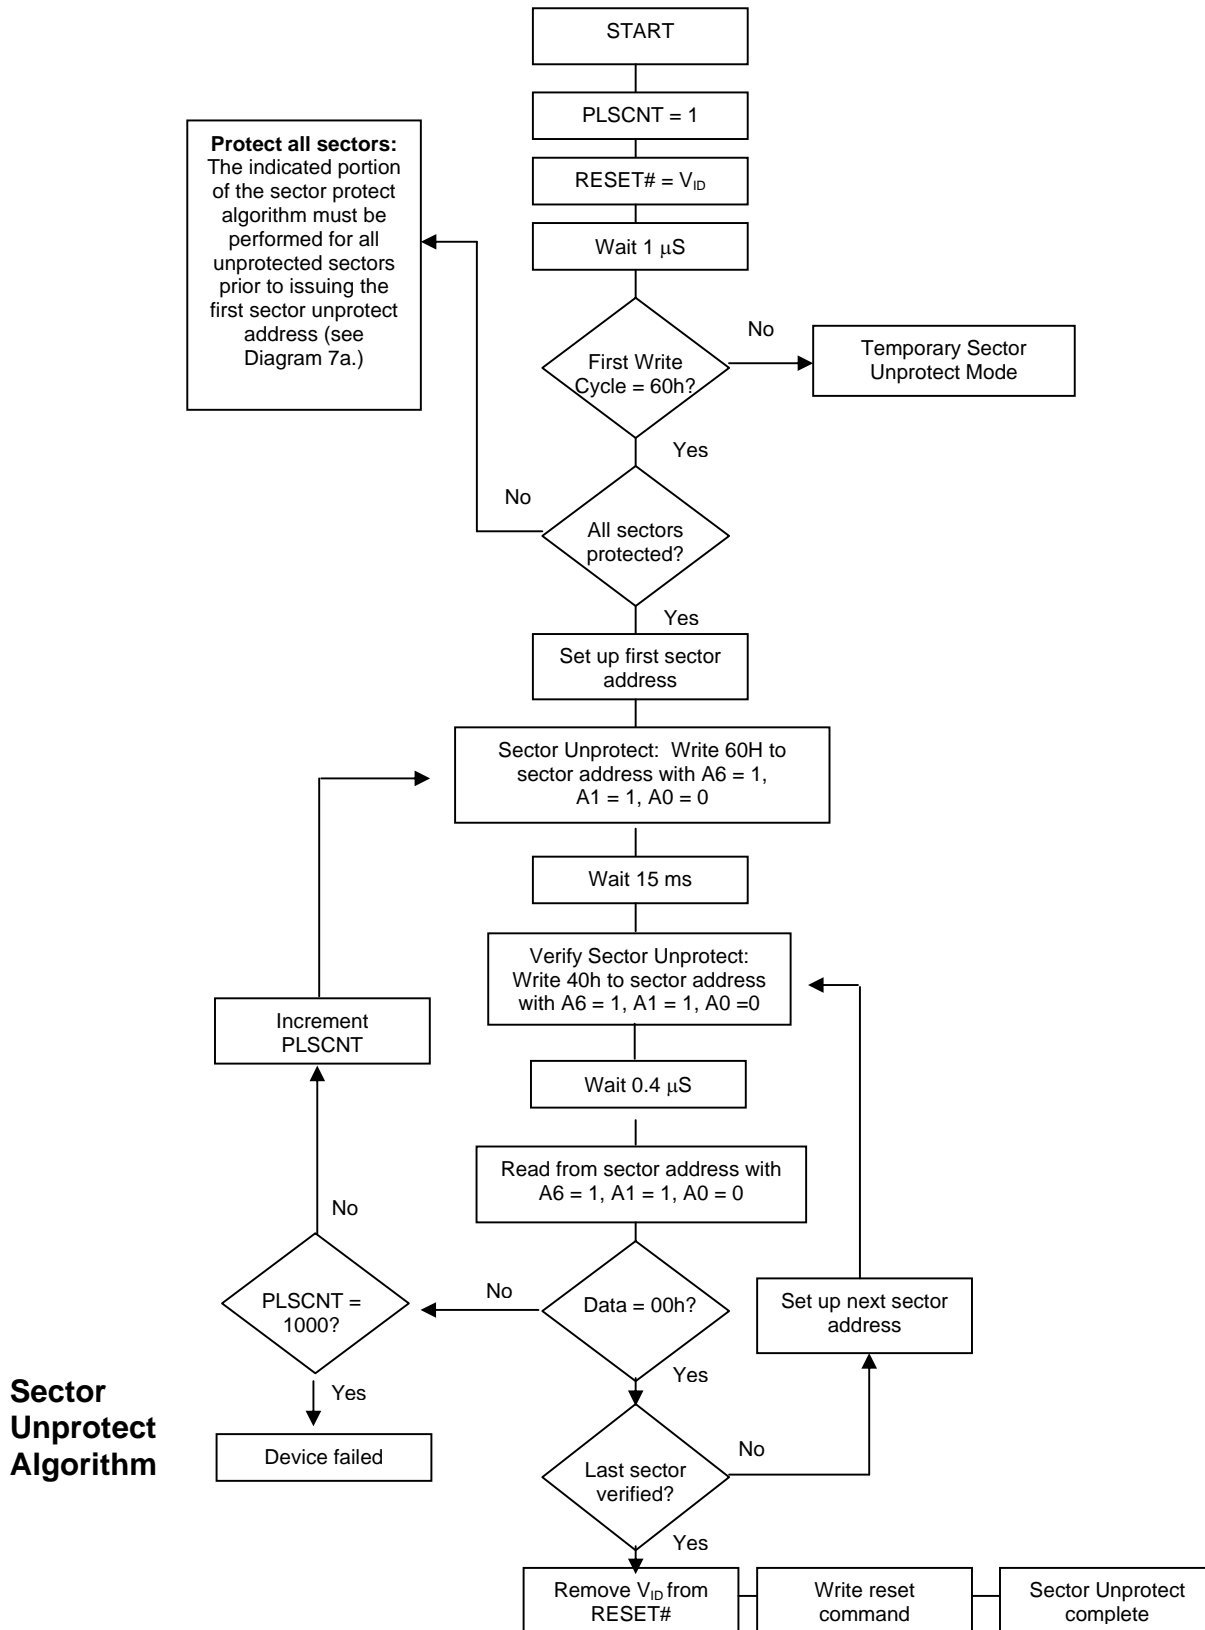 START
PLSCNT = 1
RESET# = VID
Wait 1 μS
Protect all sectors:
The indicated portion
of the sector protect
algorithm must be
performed for all
unprotected sectors
prior to issuing the
first sector unprotect
address (see
Diagram 7a.)
First Write
Cycle = 60h?
No
Temporary Sector
Unprotect Mode
Yes
No
All sectors
protected?
Yes
Set up first sector
address
Sector Unprotect: Write 60H to
sector address with A6 = 1,
A1 = 1, A0 = 0
Wait 15 ms
Verify Sector Unprotect:
Write 40h to sector address
with A6 = 1, A1 = 1, A0 =0
Increment
PLSCNT
Wait 0.4 μS
Read from sector address with
A6 = 1, A1 = 1, A0 = 0
No
PLSCNT =
1000?
No
Data = 00h?
Set up next sector
address
Yes
Yes
Device failed
Sector
Unprotect
Algorithm
Last sector
verified?
No
Yes
Remove VID from
RESET#
Write reset
command
Sector Unprotect
complete